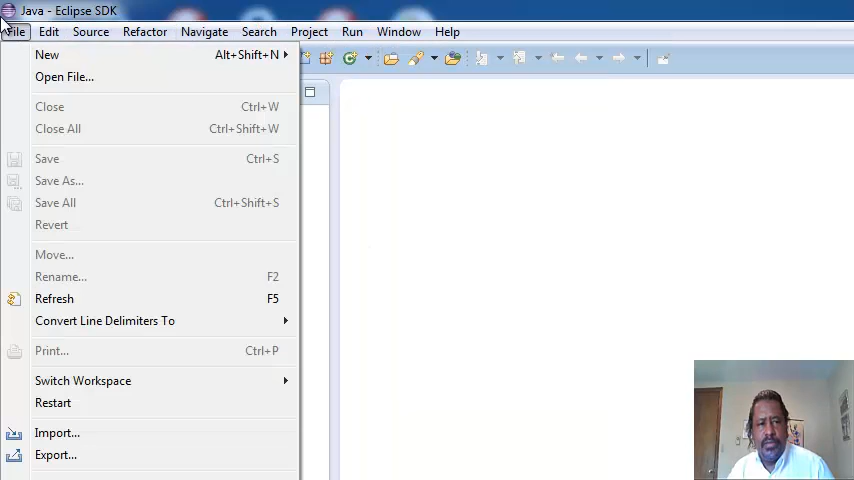 Java - Eclipse SDK
File Edit Source Refactor Navigate Search Project Run Window Help
New Alt+Shift+N
Open File...
Close Ctrl+W
Close All Ctrl+Shift+W
Save Ctrl+S
Save As...
Save All Ctrl+Shift+S
Revert
Move...
Rename... F2
Refresh F5
Convert Line Delimiters To
Print... Ctrl+P
Switch Workspace
Restart
Import...
Export...